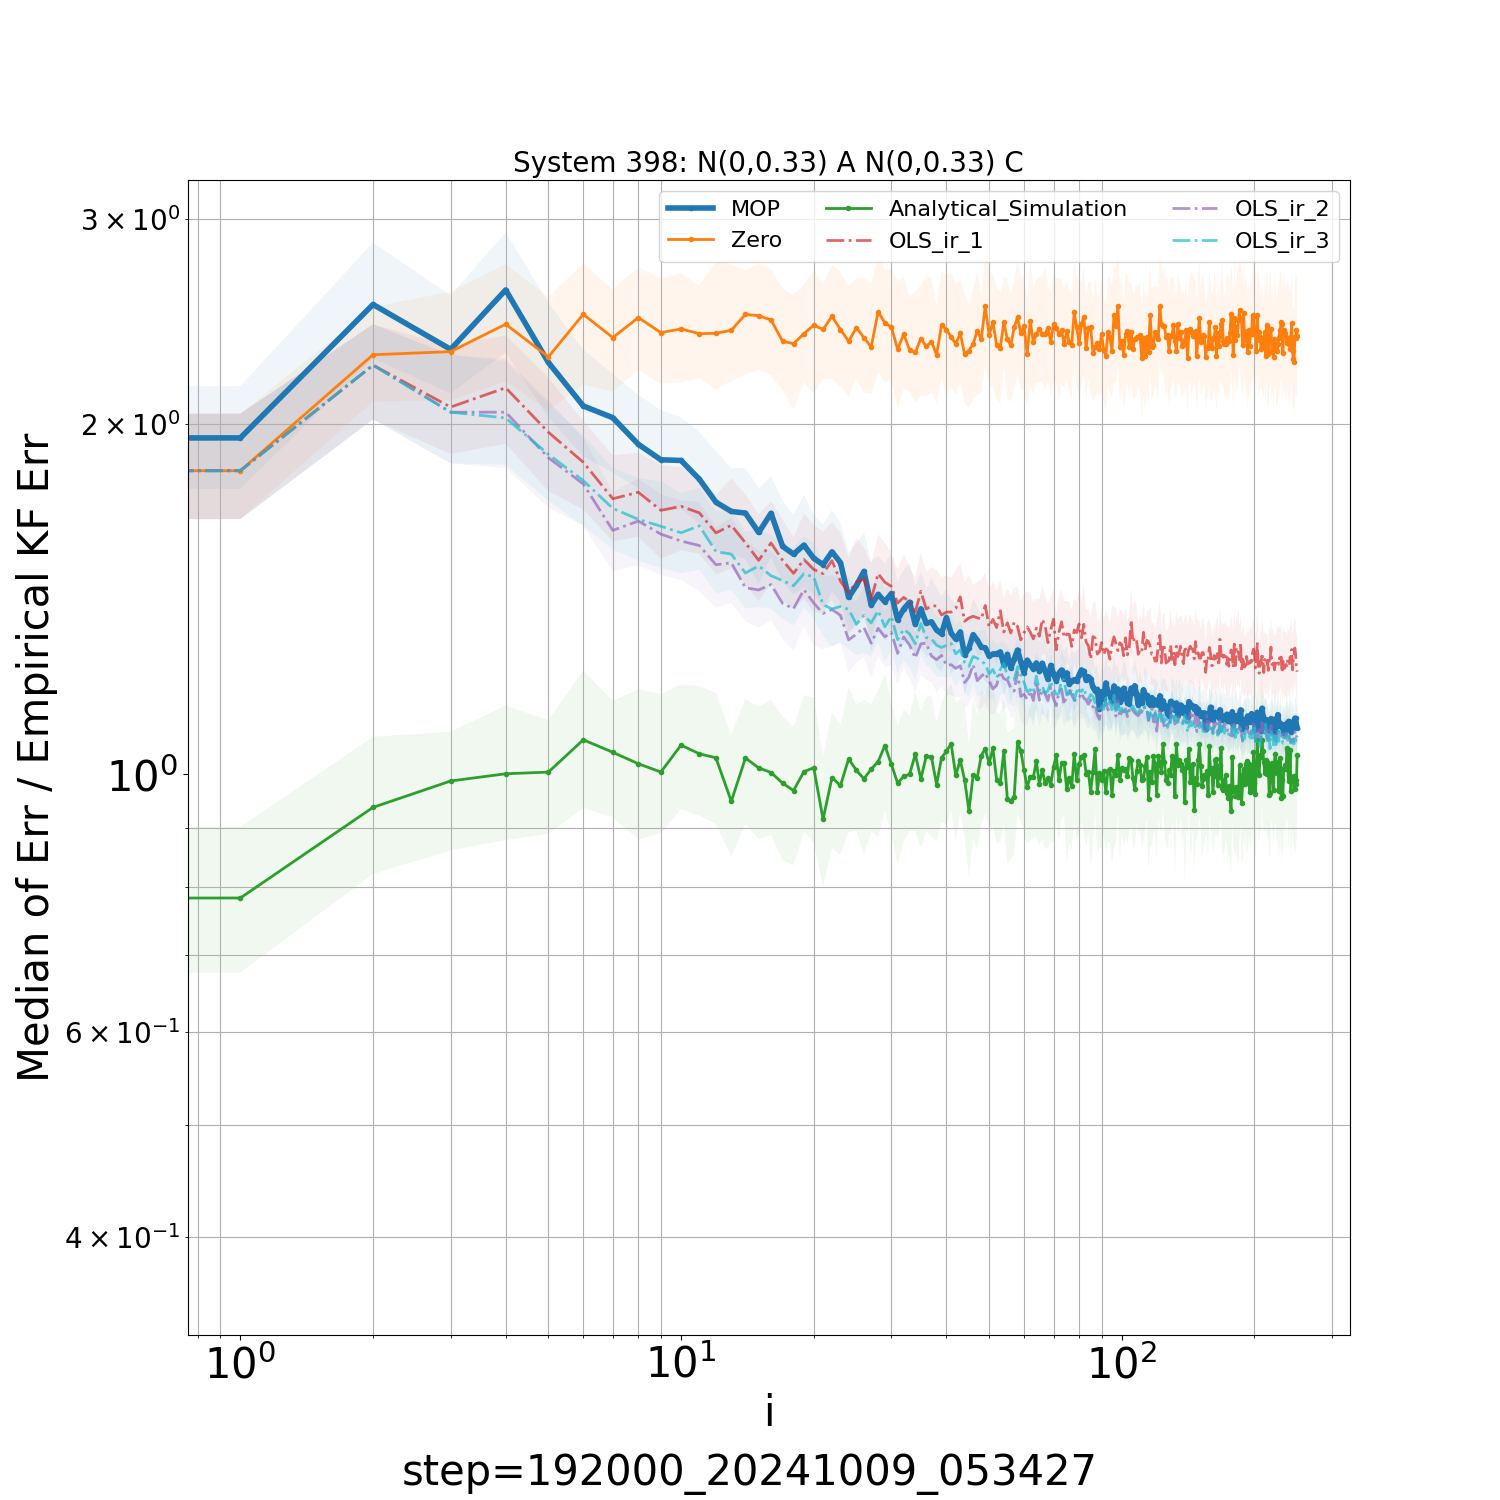 System 398: N(0,0.33) A N(0,0.33) C
MOP
Zero
Analytical_Simulation
OLS_ir_1
OLS_ir_2
OLS_ir_3
Median of Err / Empirical KF Err
3 × 10⁰
2 × 10⁰
10⁰
6 × 10⁻¹
4 × 10⁻¹
10⁰ 10¹ 10²
i
step=192000_20241009_053427